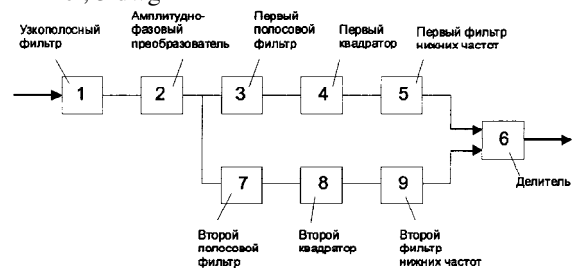 Узкополосный
фильтр
Амплитудно-
фазовый
преобразователь
Первый
полосовой
фильтр
Первый
квадратор
Первый фильтр
нижних частот
1
2
3
4
5
6
Делитель
7
8
9
Второй
полосовой
фильтр
Второй
квадратор
Второй
фильтр
нижних частот